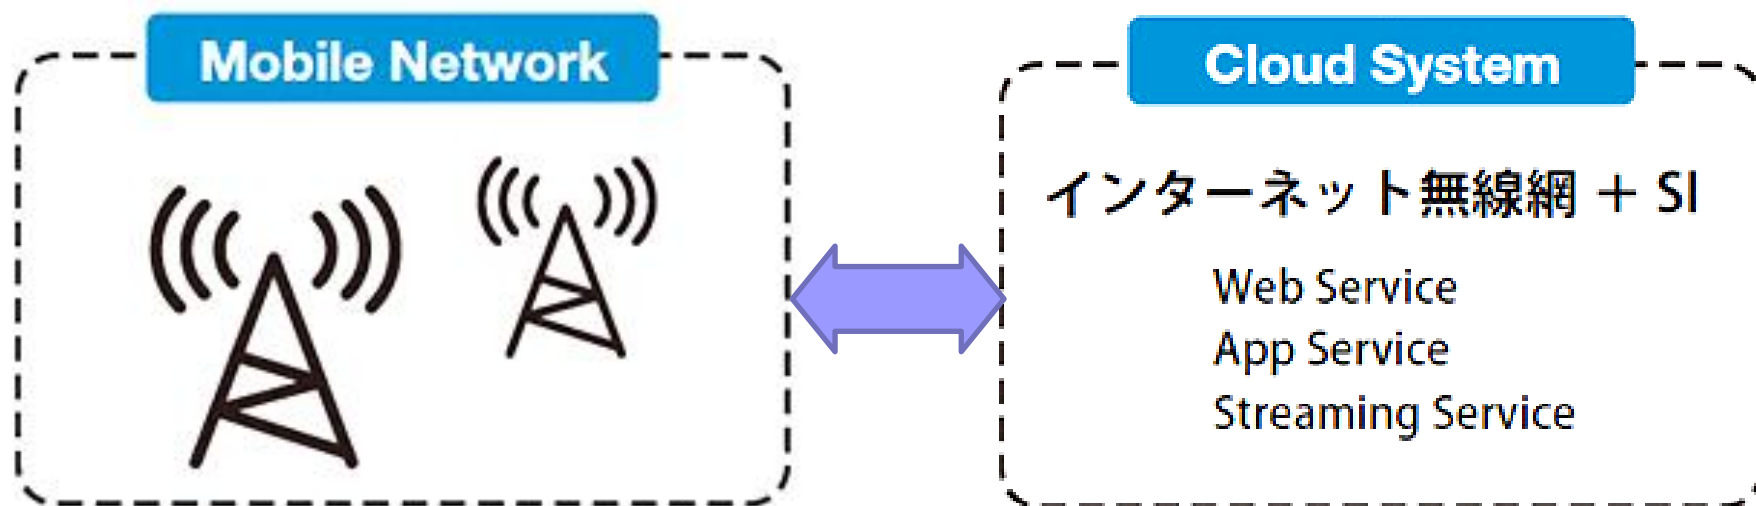 Mobile Network
Cloud System
インターネット無線網 + SI
Web Service
App Service
Streaming Service